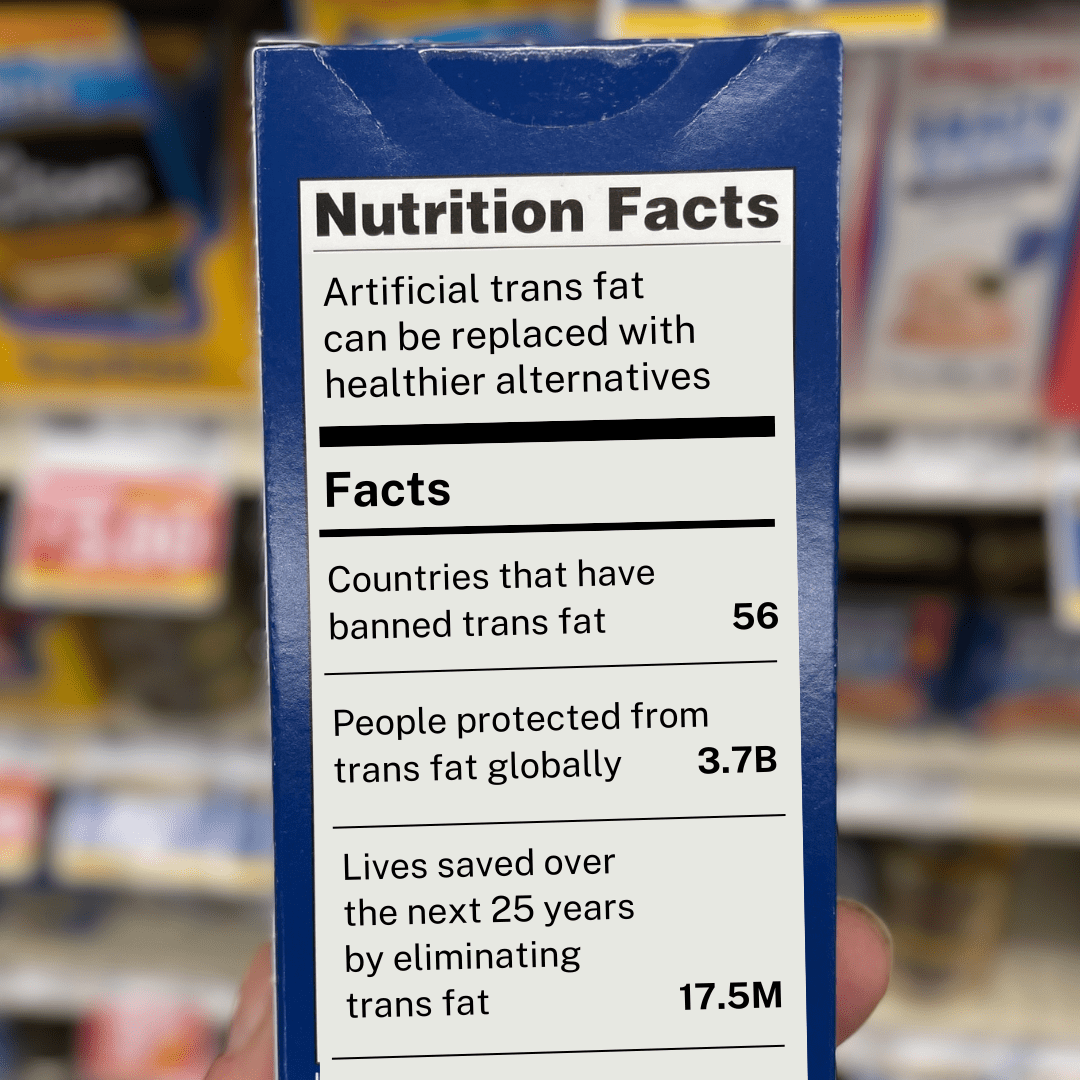 Nutrition Facts
Artificial trans fat
can be replaced with
healthier alternatives
Facts
Countries that have
banned trans fat 56
People protected from
trans fat globally 3.7B
Lives saved over
the next 25 years
by eliminating
trans fat 17.5M